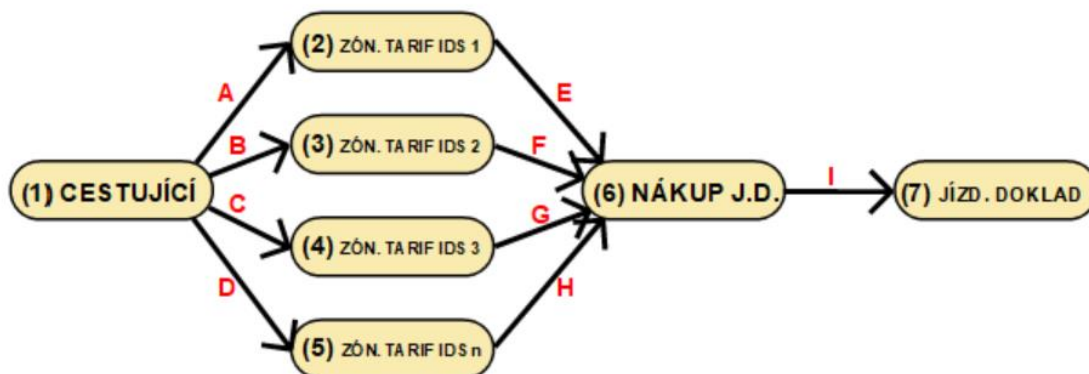 (2) ZÓN. TARIF IDS 1
A
E
B
(3) ZÓN. TARIF IDS 2
F
(1) CESTUJÍCÍ
(6) NÁKUP J.D.
I
(7) JÍZD. DOKLAD
C
G
(4) ZÓN. TARIF IDS 3
D
H
(5) ZÓN. TARIF IDS n